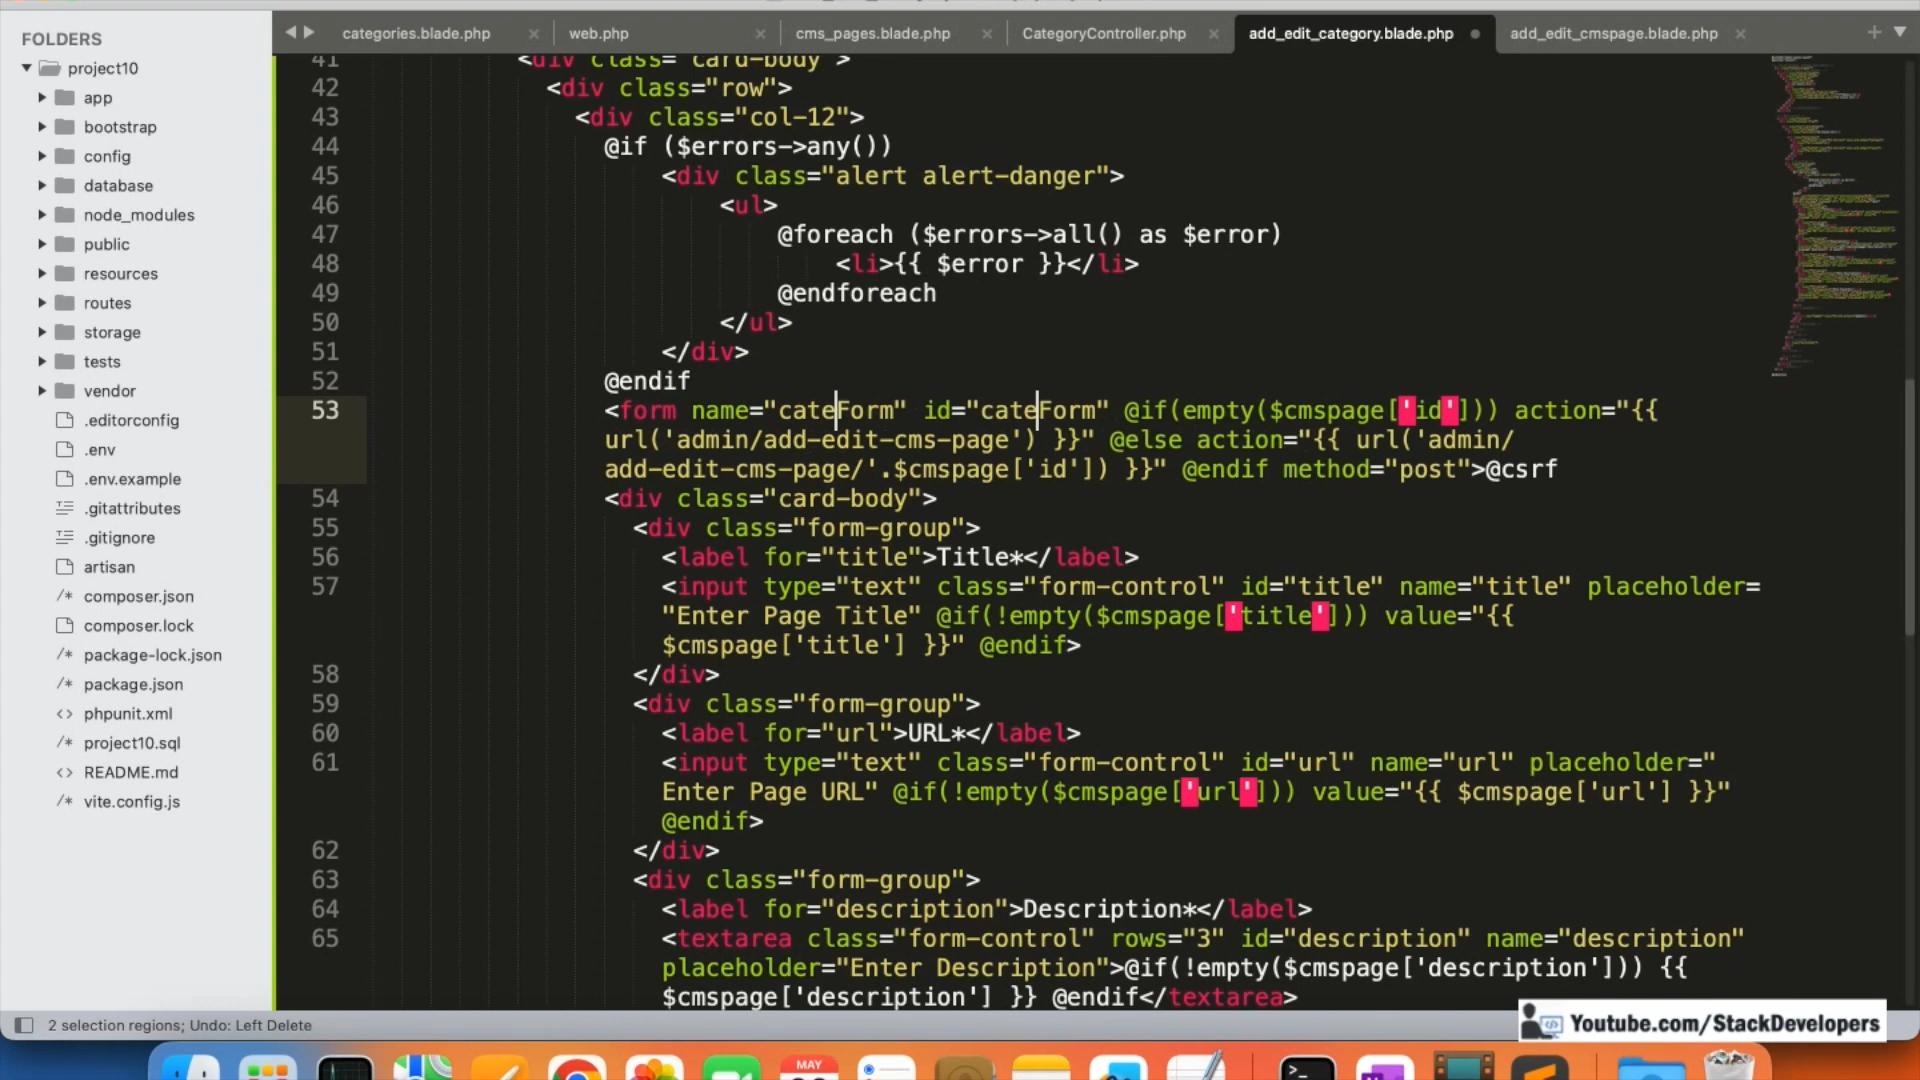 FOLDERS
project10
app
bootstrap
config
database
node_modules
public
resources
routes
storage
tests
vendor
.editorconfig
.env
.env.example
.gitattributes
.gitignore
artisan
composer.json
composer.lock
package-lock.json
package.json
phpunit.xml
project10.sql
README.md
vite.config.js
categories.blade.php
web.php
cms_pages.blade.php
CategoryController.php
add_edit_category.blade.php
add_edit_cmspage.blade.php
41 <div class="card-body">
42 <div class="row">
43 <div class="col-12">
44 @if ($errors->any())
45 <div class="alert alert-danger">
46 <ul>
47 @foreach ($errors->all() as $error)
48 <li>{{ $error }}</li>
49 @endforeach
50 </ul>
51 </div>
52 @endif
53 <form name="cateForm" id="cateForm" @if(empty($cmspage['id'])) action="{{
url('admin/add-edit-cms-page') }}" @else action="{{ url('admin/
add-edit-cms-page/'.$cmspage['id']) }}" @endif method="post">@csrf
54 <div class="card-body">
55 <div class="form-group">
56 <label for="title">Title*</label>
57 <input type="text" class="form-control" id="title" name="title" placeholder=
"Enter Page Title" @if(!empty($cmspage['title'])) value="{{
$cmspage['title'] }}" @endif>
58 </div>
59 <div class="form-group">
60 <label for="url">URL*</label>
61 <input type="text" class="form-control" id="url" name="url" placeholder="
Enter Page URL" @if(!empty($cmspage['url'])) value="{{ $cmspage['url'] }}"
@endif>
62 </div>
63 <div class="form-group">
64 <label for="description">Description*</label>
65 <textarea class="form-control" rows="3" id="description" name="description"
placeholder="Enter Description">@if(!empty($cmspage['description'])) {{
$cmspage['description'] }} @endif</textarea>
2 selection regions; Undo: Left Delete
Youtube.com/StackDevelopers
MAY